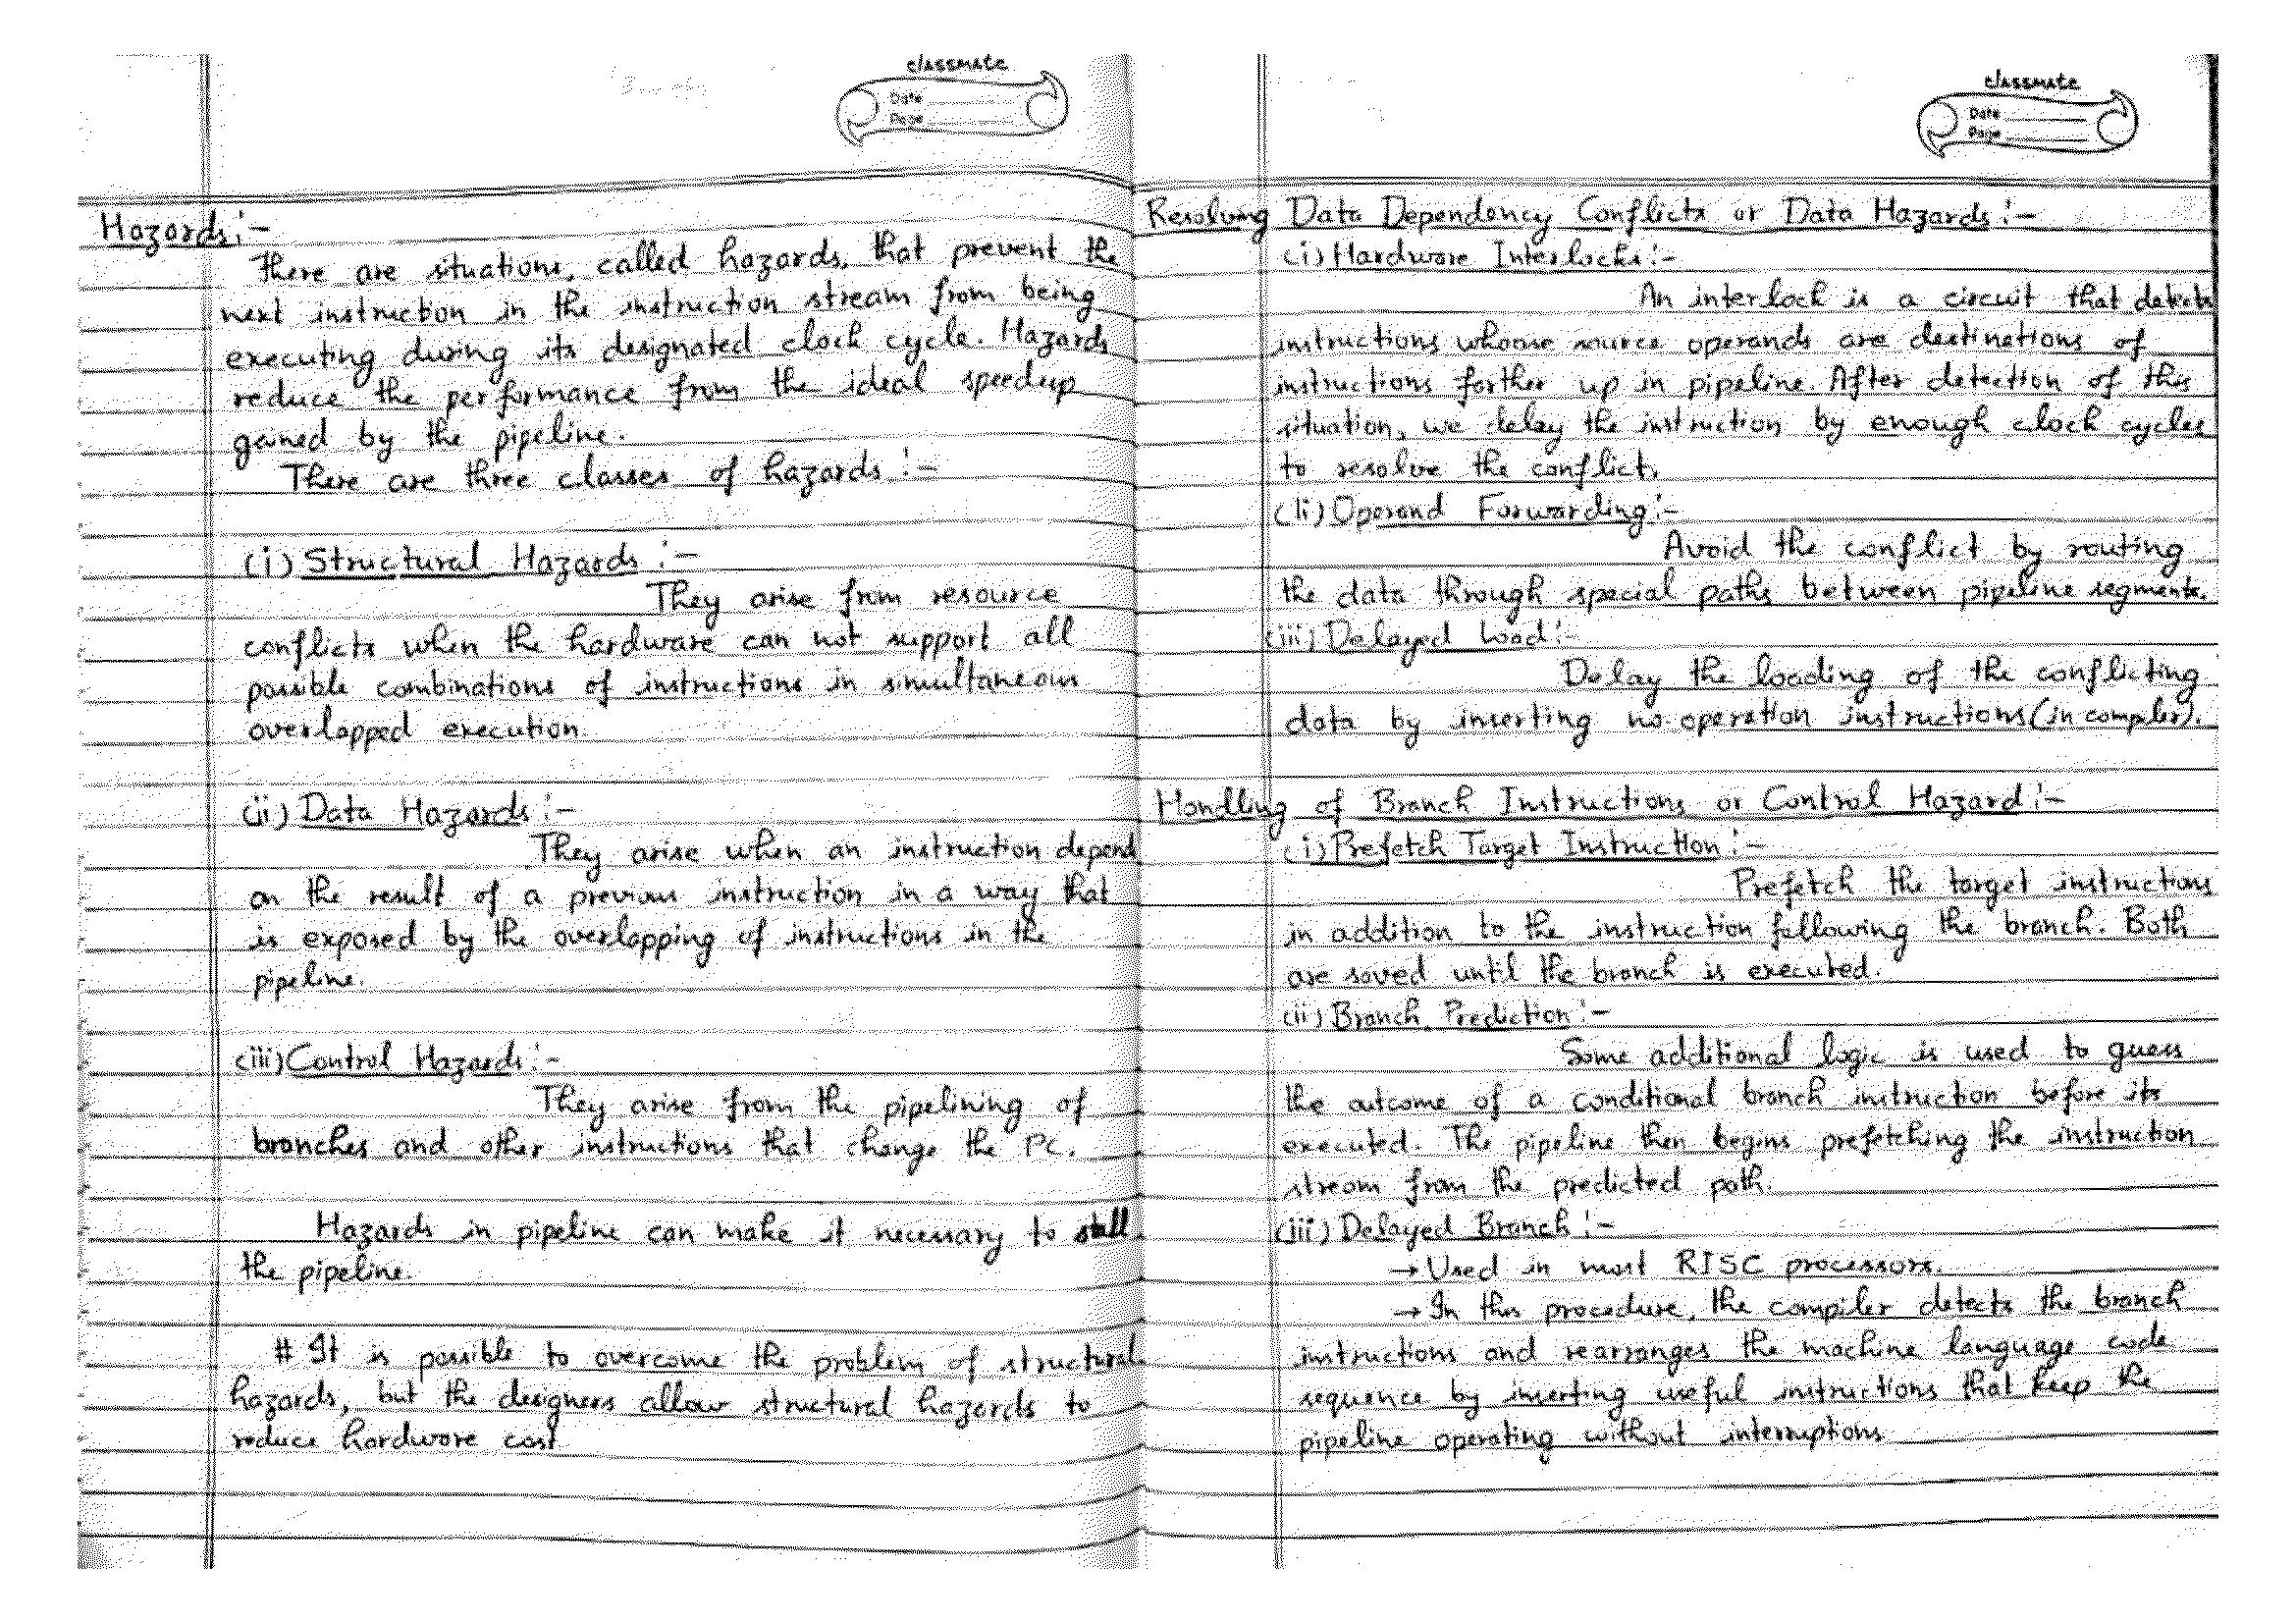 classmate
Date
Page
Hazards:-
There are situations, called hazards, that prevent the
next instruction in the instruction stream from being
executing during its designated clock cycle. Hazards
reduce the performance from the ideal speedup
gained by the pipeline.
There are three classes of hazards :-
(i) Structural Hazards :-
They arise from resource
conflicts when the hardware can not support all
possible combinations of instructions in simultaneous
overlapped execution.
(ii) Data Hazards :-
They arise when an instruction depend
on the result of a previous instruction in a way that
is exposed by the overlapping of instructions in the
pipeline.
(iii) Control Hazards :-
They arise from the pipelining of
branches and other instructions that change the PC.
Hazards in pipeline can make it necessary to stall
the pipeline.
# It is possible to overcome the problem of structural
hazards, but the designers allow structural hazards to
reduce hardware cost
classmate
Date
Page
Resolving Data Dependency Conflicts or Data Hazards :-
(i) Hardware Interlocks :-
An interlock is a circuit that detects
instructions whoose source operands are destinations of
instructions farther up in pipeline. After detection of this
situation, we delay the instruction by enough clock cycles
to resolve the conflict.
(ii) Operand Forwarding :-
Avoid the conflict by routing
the data through special paths between pipeline segments.
(iii) Delayed Load :-
Delay the loading of the conflicting
data by inserting no-operation instructions (in compiler).
Handling of Branch Instructions or Control Hazard :-
(i) Prefetch Target Instruction :-
Prefetch the target instructions
in addition to the instruction following the branch. Both
are saved until the branch is executed.
(ii) Branch Prediction :-
Some additional logic is used to guess
the outcome of a conditional branch instruction before its
executed. The pipeline then begins prefetching the instruction
stream from the predicted path.
(iii) Delayed Branch :-
→ Used in most RISC processors.
→ In this procedure, the compiler detects the branch
instructions and rearranges the machine language code
sequence by inserting useful instructions that keep the
pipeline operating without interruptions